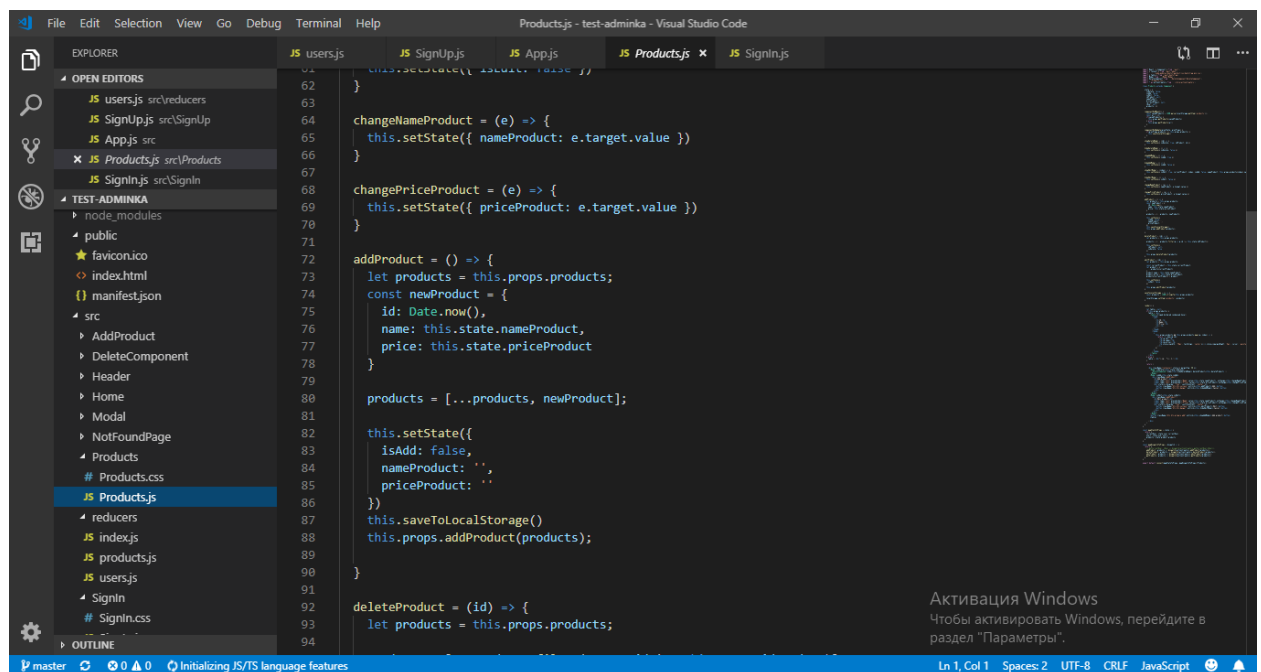 File Edit Selection View Go Debug Terminal Help Products.js - test-adminka - Visual Studio Code
EXPLORER
OPEN EDITORS
JS users.js src\reducers
JS SignUp.js src\SignUp
JS App.js src
JS Products.js src\Products
JS SignIn.js src\SignIn
TEST-ADMINKA
node_modules
public
favicon.ico
index.html
{} manifest.json
src
AddProduct
DeleteComponent
Header
Home
Modal
NotFoundPage
Products
# Products.css
JS Products.js
reducers
JS index.js
JS products.js
JS users.js
SignIn
# SignIn.css
OUTLINE
JS users.js JS SignUp.js JS App.js JS Products.js JS SignIn.js
61 this.setState({ isEdit: false })
62 }
63
64 changeNameProduct = (e) => {
65 this.setState({ nameProduct: e.target.value })
66 }
67
68 changePriceProduct = (e) => {
69 this.setState({ priceProduct: e.target.value })
70 }
71
72 addProduct = () => {
73 let products = this.props.products;
74 const newProduct = {
75 id: Date.now(),
76 name: this.state.nameProduct,
77 price: this.state.priceProduct
78 }
79
80 products = [...products, newProduct];
81
82 this.setState({
83 isAdd: false,
84 nameProduct: '',
85 priceProduct: ''
86 })
87 this.saveToLocalStorage()
88 this.props.addProduct(products);
89
90 }
91
92 deleteProduct = (id) => {
93 let products = this.props.products;
94
Активация Windows
Чтобы активировать Windows, перейдите в
раздел "Параметры".
master 0 0 Initializing JS/TS language features Ln 1, Col 1 Spaces: 2 UTF-8 CRLF JavaScript